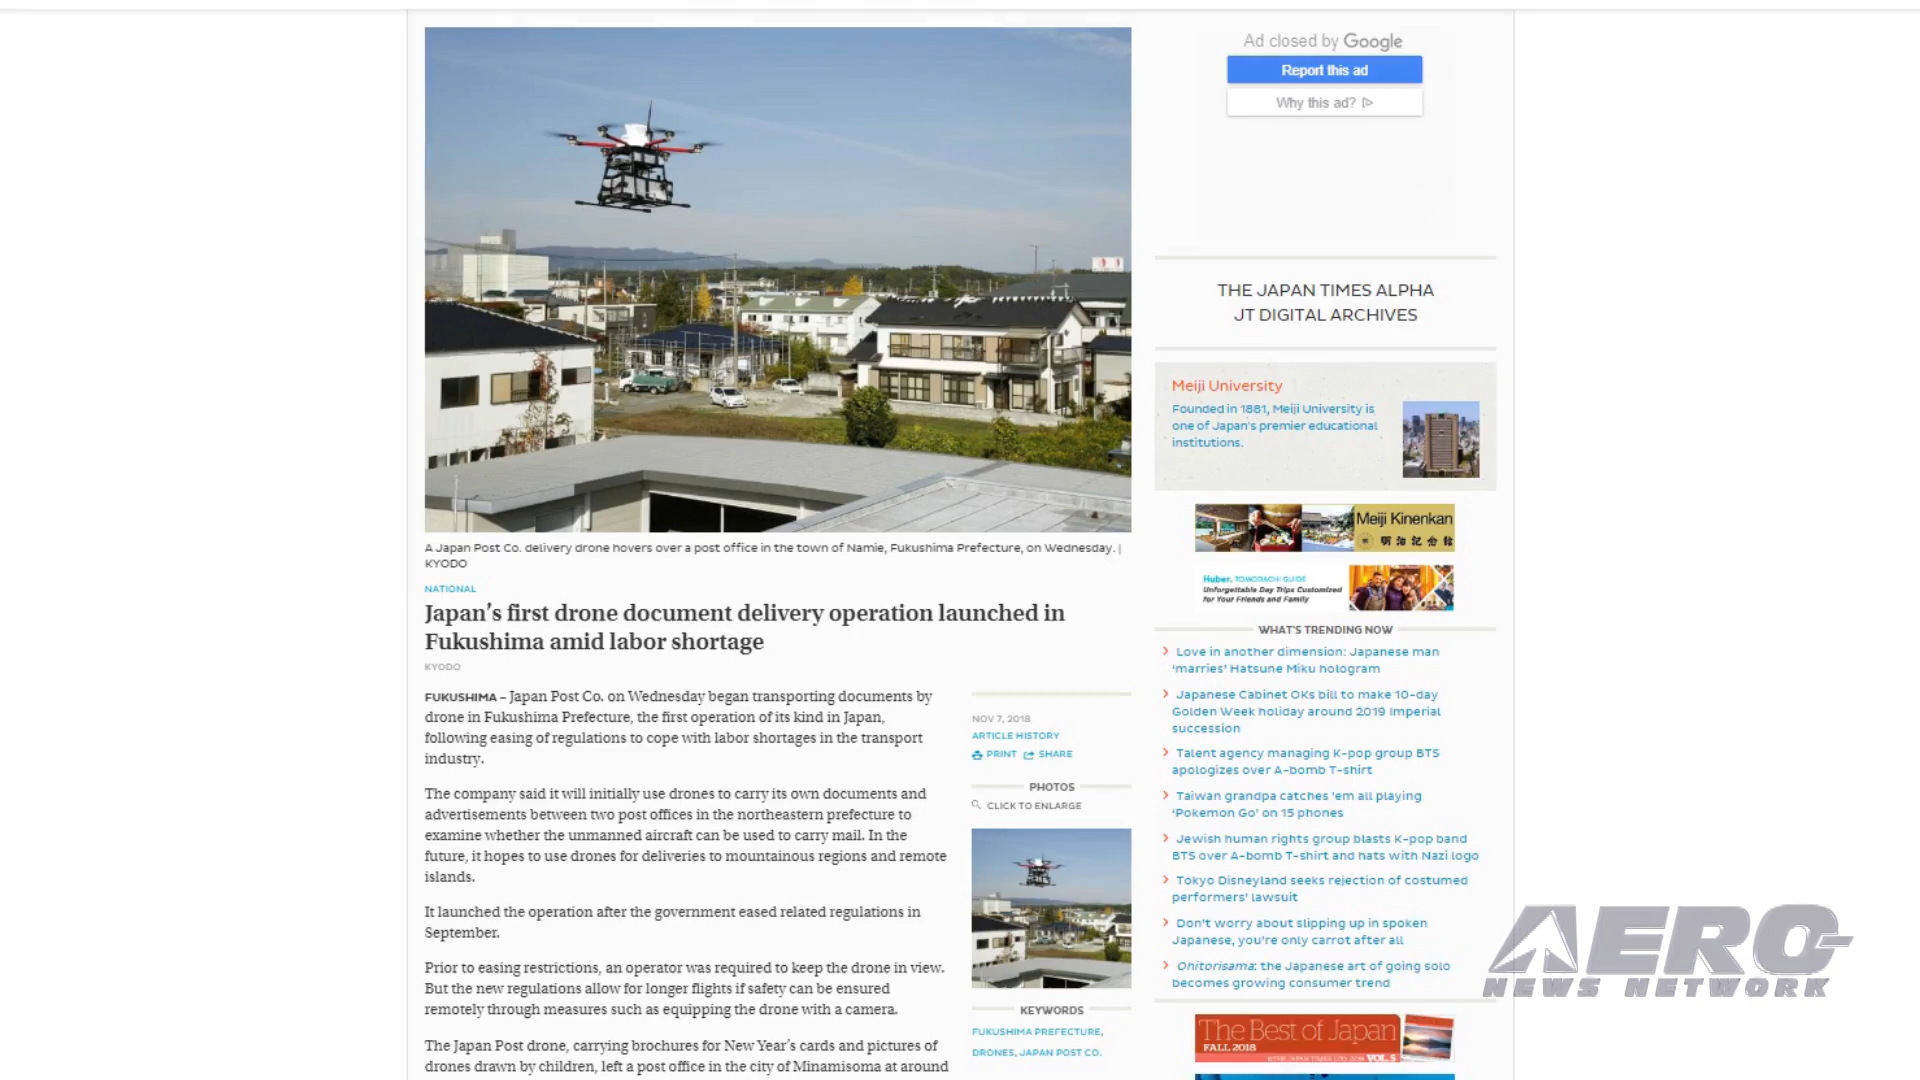 A Japan Post Co. delivery drone hovers over a post office in the town of Namie, Fukushima Prefecture, on Wednesday. |
KYODO
NATIONAL
Japan's first drone document delivery operation launched in
Fukushima amid labor shortage
KYODO
FUKUSHIMA – Japan Post Co. on Wednesday began transporting documents by
drone in Fukushima Prefecture, the first operation of its kind in Japan,
following easing of regulations to cope with labor shortages in the transport
industry.
The company said it will initially use drones to carry its own documents and
advertisements between two post offices in the northeastern prefecture to
examine whether the unmanned aircraft can be used to carry mail. In the
future, it hopes to use drones for deliveries to mountainous regions and remote
islands.
It launched the operation after the government eased related regulations in
September.
Prior to easing restrictions, an operator was required to keep the drone in view.
But the new regulations allow for longer flights if safety can be ensured
remotely through measures such as equipping the drone with a camera.
The Japan Post drone, carrying brochures for New Year's cards and pictures of
drones drawn by children, left a post office in the city of Minamisoma at around
NOV 7, 2018
ARTICLE HISTORY
PRINT SHARE
PHOTOS
CLICK TO ENLARGE
KEYWORDS
FUKUSHIMA PREFECTURE,
DRONES, JAPAN POST CO.
Ad closed by Google
Report this ad
Why this ad?
THE JAPAN TIMES ALPHA
JT DIGITAL ARCHIVES
Meiji University
Founded in 1881, Meiji University is
one of Japan's premier educational
institutions.
Meiji Kinenkan
明治記念館
Huber. TOMODACHI GUIDE
Unforgettable Day Trips Customized
for Your Friends and Family
WHAT'S TRENDING NOW
Love in another dimension: Japanese man
'marries' Hatsune Miku hologram
Japanese Cabinet OKs bill to make 10-day
Golden Week holiday around 2019 Imperial
succession
Talent agency managing K-pop group BTS
apologizes over A-bomb T-shirt
Taiwan grandpa catches 'em all playing
'Pokemon Go' on 15 phones
Jewish human rights group blasts K-pop band
BTS over A-bomb T-shirt and hats with Nazi logo
Tokyo Disneyland seeks rejection of costumed
performers' lawsuit
Don't worry about slipping up in spoken
Japanese, you're only carrot after all
Ohitorisama: the Japanese art of going solo
becomes growing consumer trend
The Best of Japan
FALL 2018
VOL.5
AERO-
NEWS NETWORK